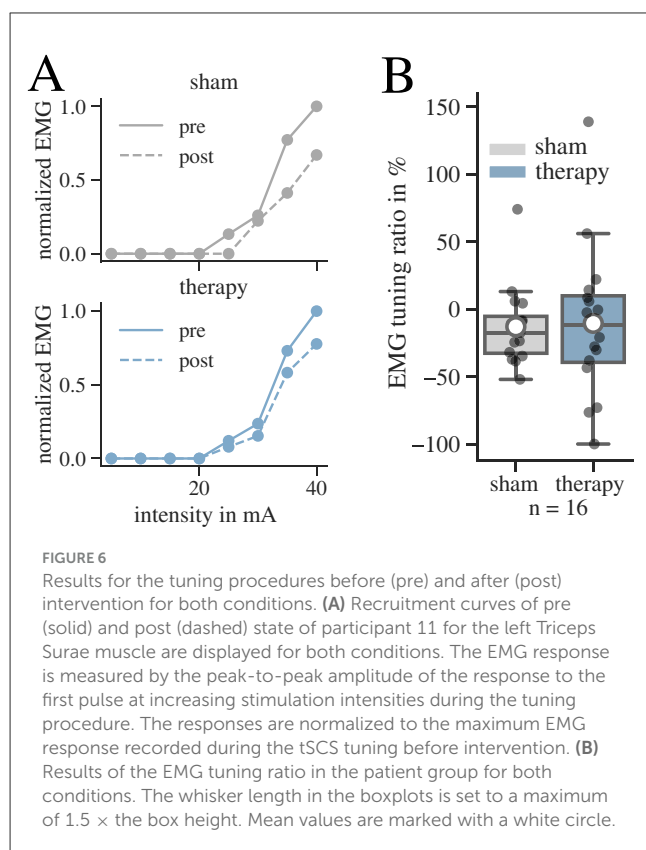 A
B
sham
normalized EMG
1.0
0.5
0.0
pre
post
therapy
normalized EMG
1.0
0.5
0.0
pre
post
20
40
intensity in mA
EMG tuning ratio in %
150
100
50
0
−50
−100
sham
therapy
sham
therapy
n = 16
FIGURE 6
Results for the tuning procedures before (pre) and after (post)
intervention for both conditions. (A) Recruitment curves of pre
(solid) and post (dashed) state of participant 11 for the left Triceps
Surae muscle are displayed for both conditions. The EMG response
is measured by the peak-to-peak amplitude of the response to the
first pulse at increasing stimulation intensities during the tuning
procedure. The responses are normalized to the maximum EMG
response recorded during the tSCS tuning before intervention. (B)
Results of the EMG tuning ratio in the patient group for both
conditions. The whisker length in the boxplots is set to a maximum
of 1.5 × the box height. Mean values are marked with a white circle.